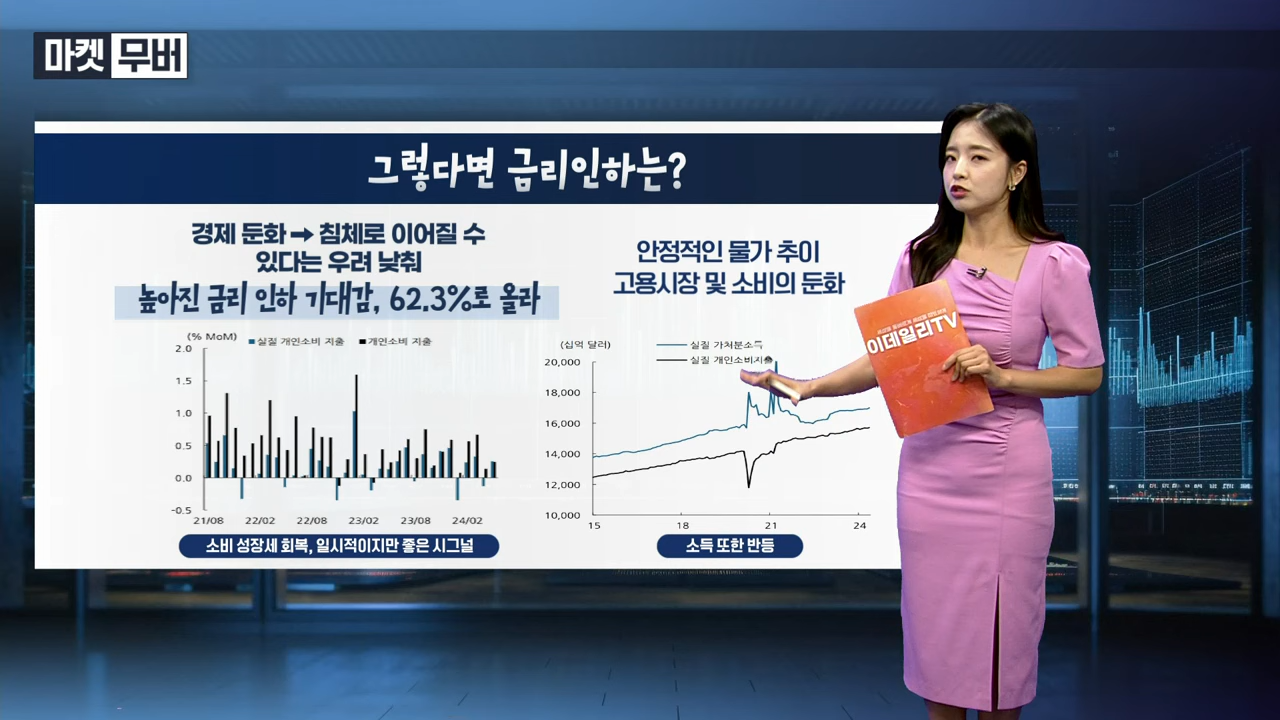 마켓무버
그렇다면 금리인하는?
경제 둔화 → 침체로 이어질 수
있다는 우려 낮춰
높아진 금리 인하 기대감, 62.3%로 올라
안정적인 물가 추이
고용시장 및 소비의 둔화
(% MoM)
실질 개인소비 지출
개인소비 지출
2.0
1.5
1.0
0.5
0.0
-0.5
21/08 22/02 22/08 23/02 23/08 24/02
소비 성장세 회복, 일시적이지만 좋은 시그널
(십억 달러)
실질 가처분소득
실질 개인소비지출
20,000
18,000
16,000
14,000
12,000
10,000
15 18 21 24
소득 또한 반등
이데일리TV